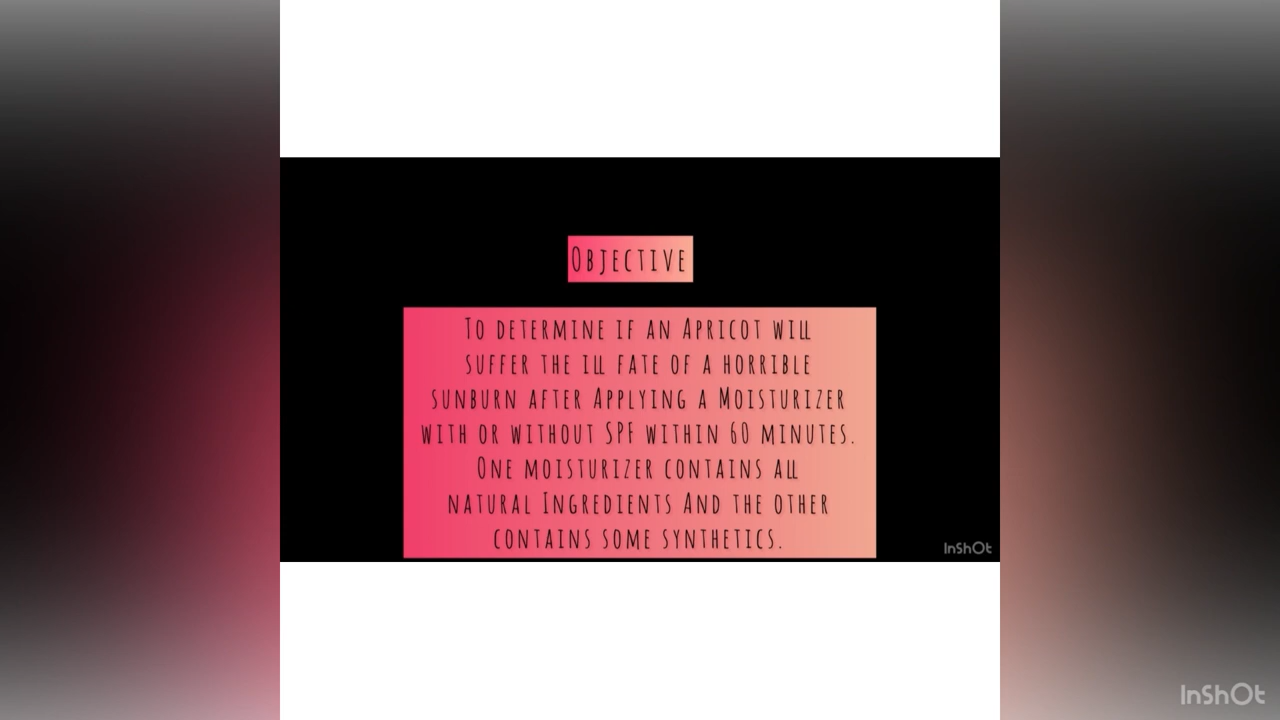 Objective
To determine if an Apricot will
suffer the ill fate of a horrible
sunburn after Applying a Moisturizer
with or without SPF within 60 minutes.
One moisturizer contains all
natural Ingredients And the other
contains some synthetics.
InShOt
InShOt